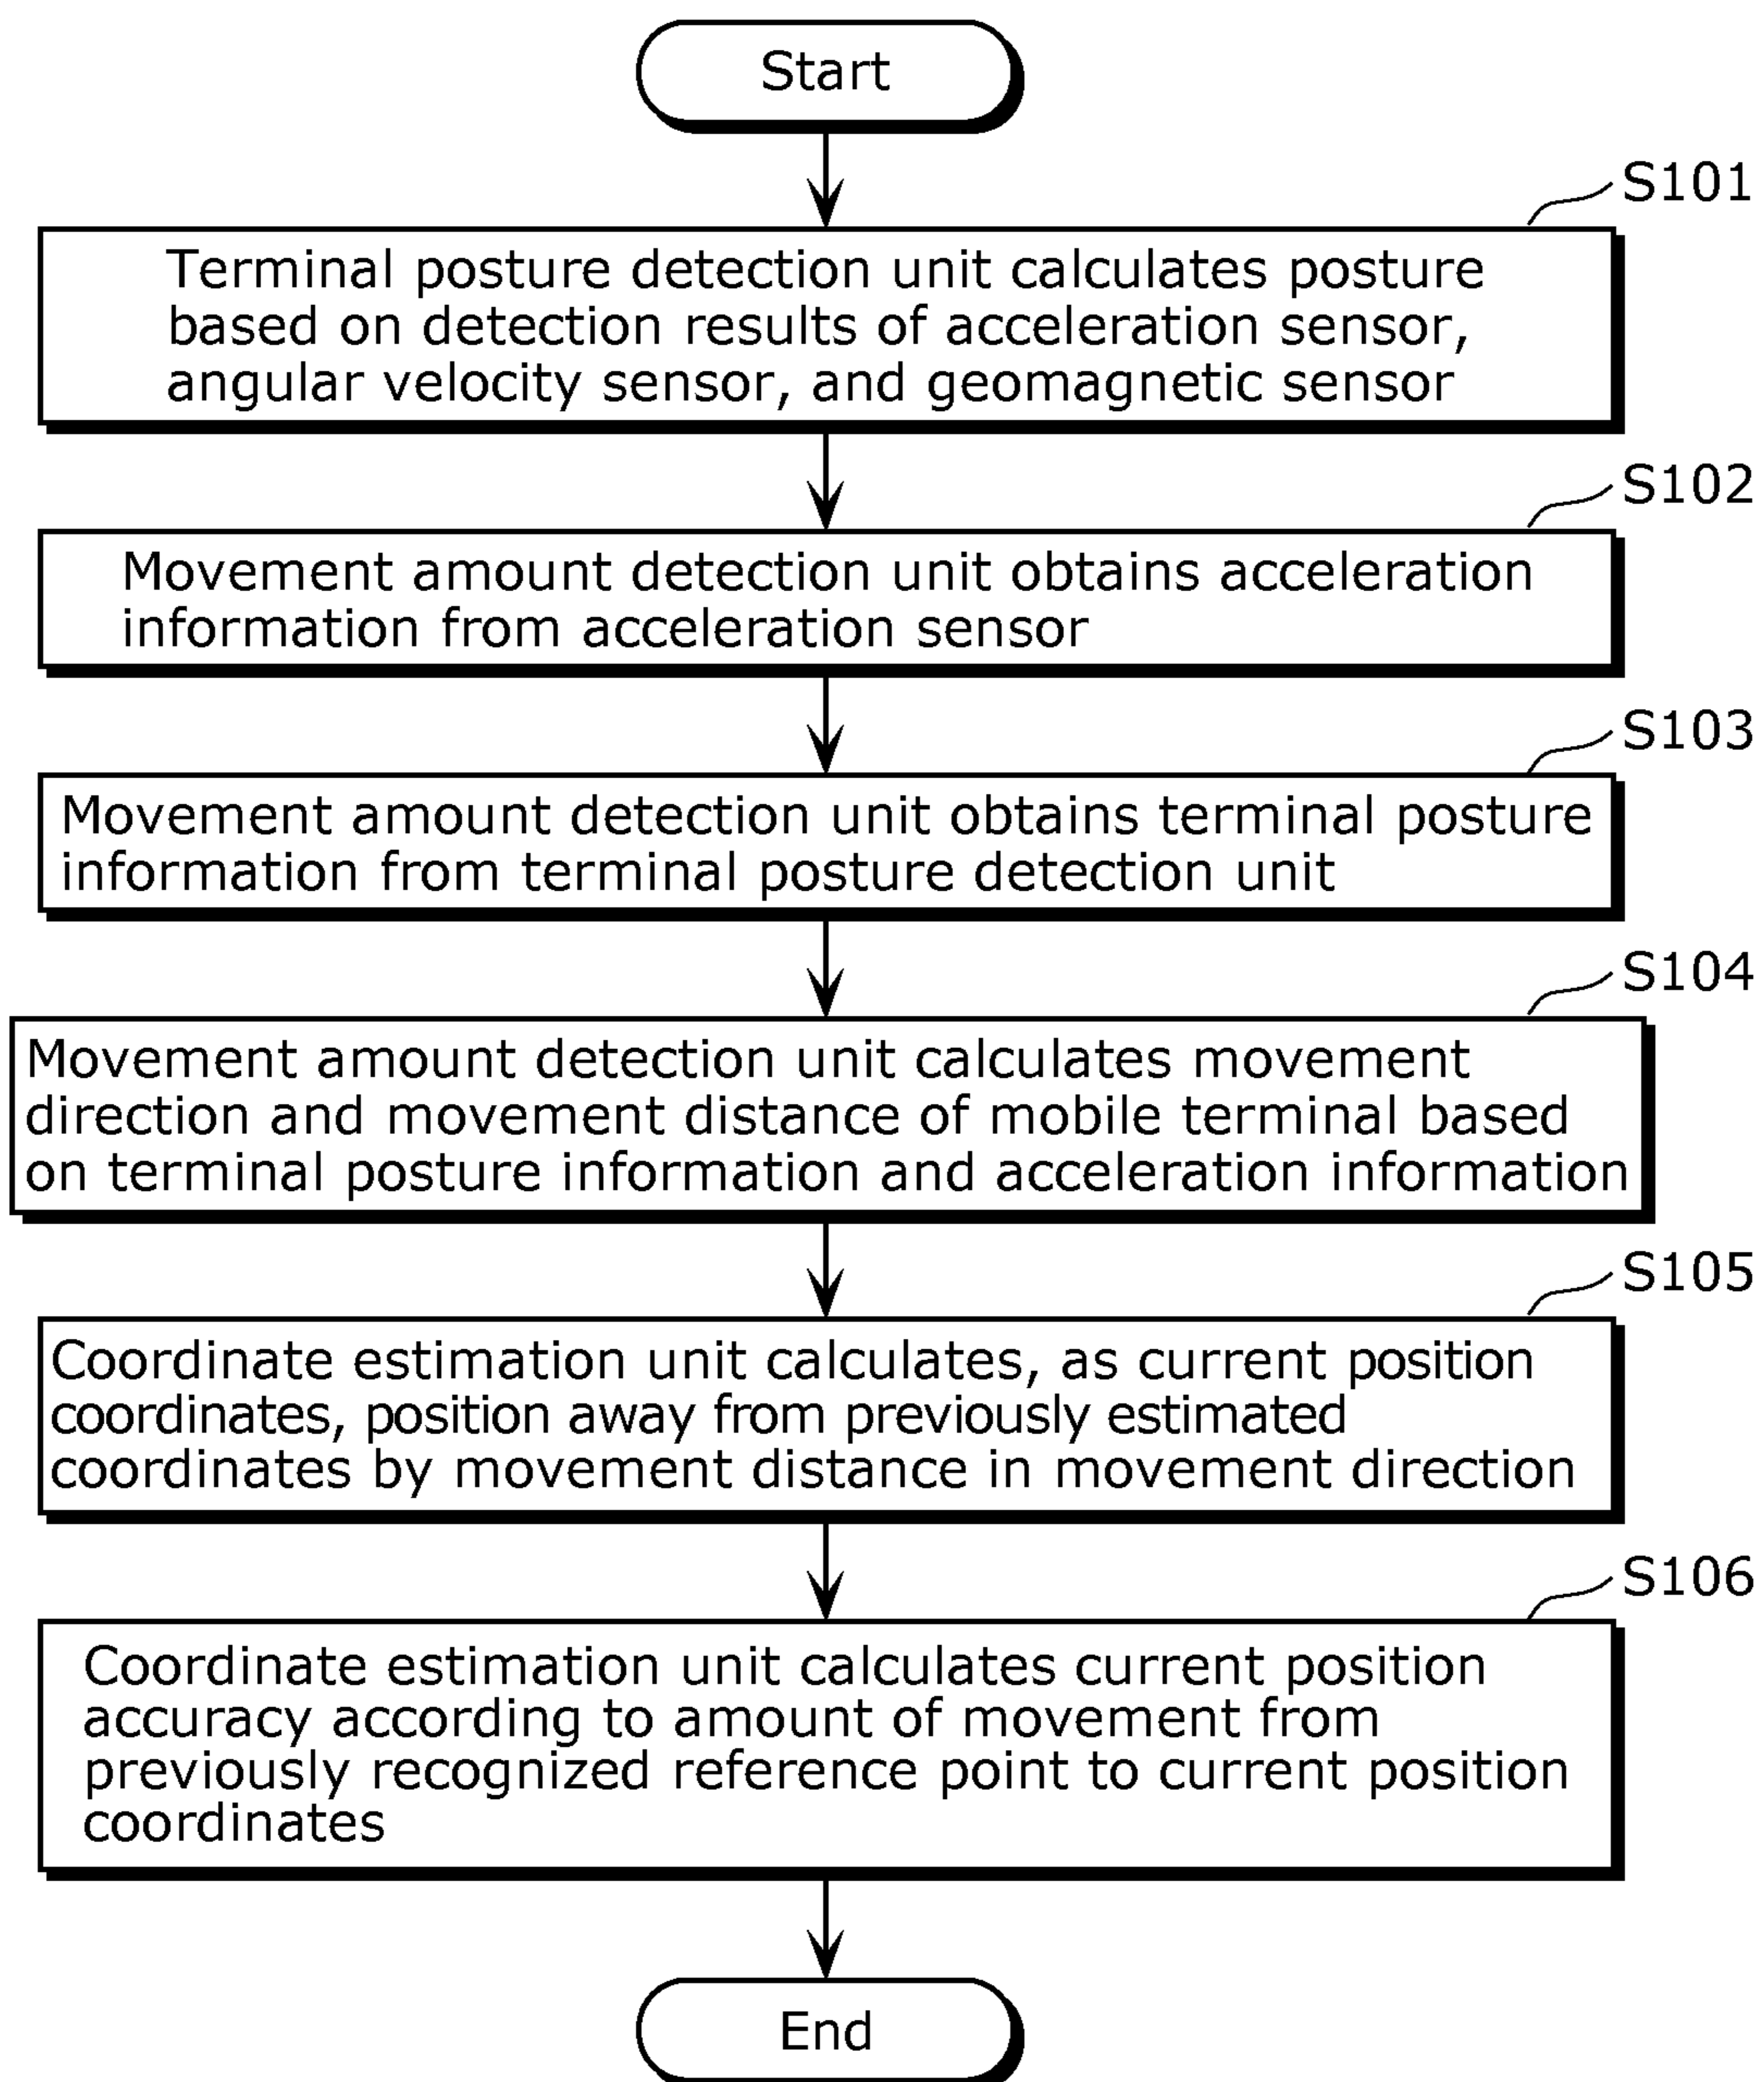 Start
S101
Terminal posture detection unit calculates posture
based on detection results of acceleration sensor,
angular velocity sensor, and geomagnetic sensor
S102
Movement amount detection unit obtains acceleration
information from acceleration sensor
S103
Movement amount detection unit obtains terminal posture
information from terminal posture detection unit
S104
Movement amount detection unit calculates movement
direction and movement distance of mobile terminal based
on terminal posture information and acceleration information
S105
Coordinate estimation unit calculates, as current position
coordinates, position away from previously estimated
coordinates by movement distance in movement direction
S106
Coordinate estimation unit calculates current position
accuracy according to amount of movement from
previously recognized reference point to current position
coordinates
End